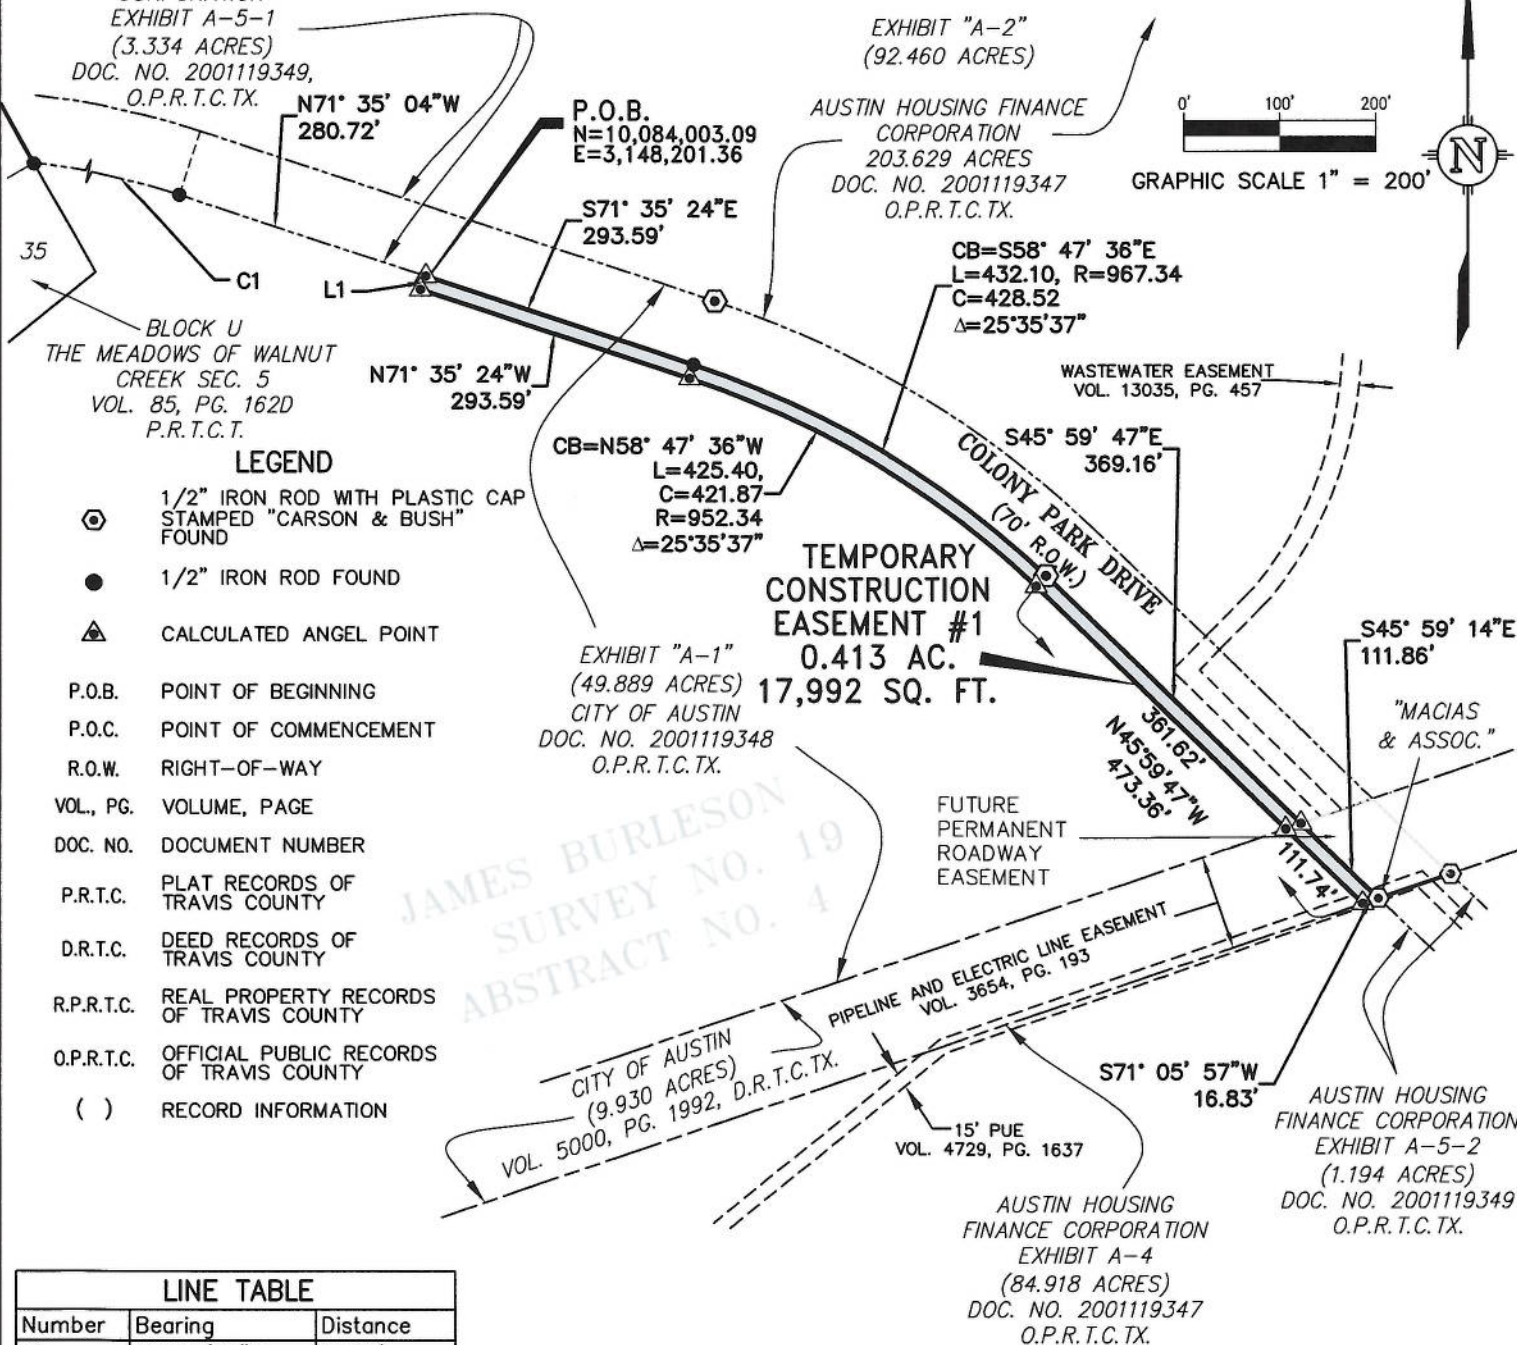 EXHIBIT A-5-1
(3.334 ACRES)
DOC. NO. 2001119349,
O.P.R.T.C.TX.
N71° 35' 04"W
280.72'
P.O.B.
N=10,084,003.09
E=3,148,201.36
EXHIBIT "A-2"
(92.460 ACRES)
AUSTIN HOUSING FINANCE
CORPORATION
203.629 ACRES
DOC. NO. 2001119347
O.P.R.T.C.TX.
0' 100' 200'
GRAPHIC SCALE 1" = 200'
N
35
C1
L1
S71° 35' 24"E
293.59'
CB=S58° 47' 36"E
L=432.10, R=967.34
C=428.52
Δ=25°35'37"
BLOCK U
THE MEADOWS OF WALNUT
CREEK SEC. 5
VOL. 85, PG. 162D
P.R.T.C.T.
N71° 35' 24"W
293.59'
WASTEWATER EASEMENT
VOL. 13035, PG. 457
CB=N58° 47' 36"W
L=425.40,
C=421.87
R=952.34
Δ=25°35'37"
S45° 59' 47"E
369.16'
COLONY PARK DRIVE
(70' R.O.W.)
LEGEND
1/2" IRON ROD WITH PLASTIC CAP
STAMPED "CARSON & BUSH"
FOUND
1/2" IRON ROD FOUND
CALCULATED ANGEL POINT
P.O.B. POINT OF BEGINNING
P.O.C. POINT OF COMMENCEMENT
R.O.W. RIGHT-OF-WAY
VOL., PG. VOLUME, PAGE
DOC. NO. DOCUMENT NUMBER
P.R.T.C. PLAT RECORDS OF
TRAVIS COUNTY
D.R.T.C. DEED RECORDS OF
TRAVIS COUNTY
R.P.R.T.C. REAL PROPERTY RECORDS
OF TRAVIS COUNTY
O.P.R.T.C. OFFICIAL PUBLIC RECORDS
OF TRAVIS COUNTY
( ) RECORD INFORMATION
TEMPORARY
CONSTRUCTION
EASEMENT #1
0.413 AC.
17,992 SQ. FT.
EXHIBIT "A-1"
(49.889 ACRES)
CITY OF AUSTIN
DOC. NO. 2001119348
O.P.R.T.C.TX.
S45° 59' 14"E
111.86'
"MACIAS
& ASSOC."
361.62'
N45°59'47"W
473.36'
111.74'
FUTURE
PERMANENT
ROADWAY
EASEMENT
JAMES BURLESON
SURVEY NO. 19
ABSTRACT NO. 4
PIPELINE AND ELECTRIC LINE EASEMENT
VOL. 3654, PG. 193
CITY OF AUSTIN
(9.930 ACRES)
VOL. 5000, PG. 1992, D.R.T.C.TX.
15' PUE
VOL. 4729, PG. 1637
S71° 05' 57"W
16.83'
AUSTIN HOUSING
FINANCE CORPORATION
EXHIBIT A-5-2
(1.194 ACRES)
DOC. NO. 2001119349
O.P.R.T.C.TX.
AUSTIN HOUSING
FINANCE CORPORATION
EXHIBIT A-4
(84.918 ACRES)
DOC. NO. 2001119347
O.P.R.T.C.TX.
LINE TABLE
Number Bearing Distance